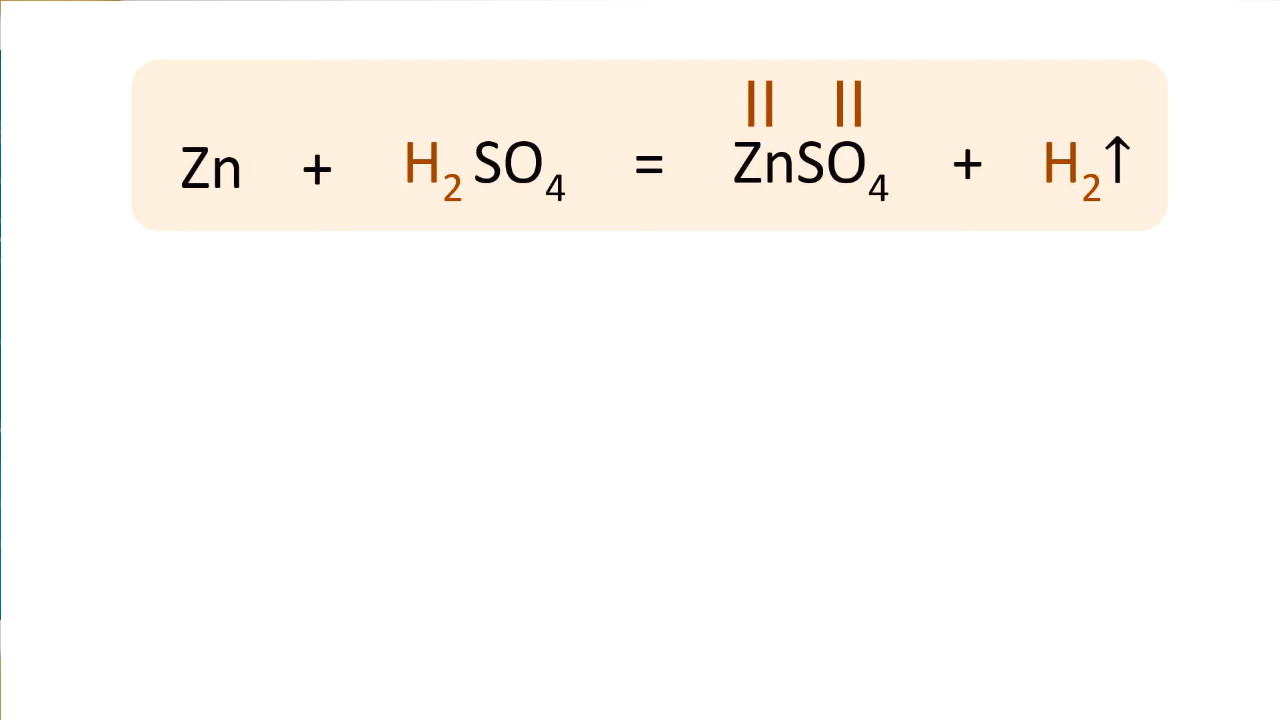 II II
Zn + H₂SO₄ = ZnSO₄ + H₂↑